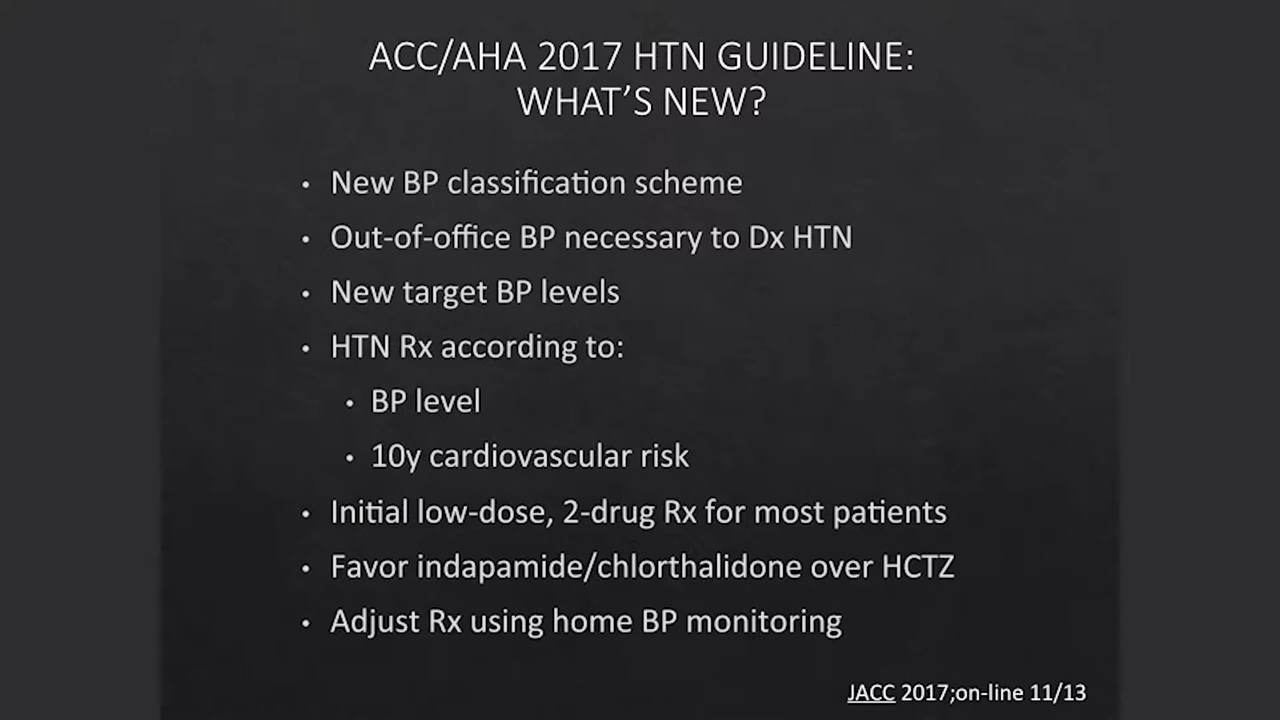 ACC/AHA 2017 HTN GUIDELINE:
WHAT'S NEW?
• New BP classification scheme
• Out-of-office BP necessary to Dx HTN
• New target BP levels
• HTN Rx according to:
• BP level
• 10y cardiovascular risk
• Initial low-dose, 2-drug Rx for most patients
• Favor indapamide/chlorthalidone over HCTZ
• Adjust Rx using home BP monitoring
JACC 2017;on-line 11/13